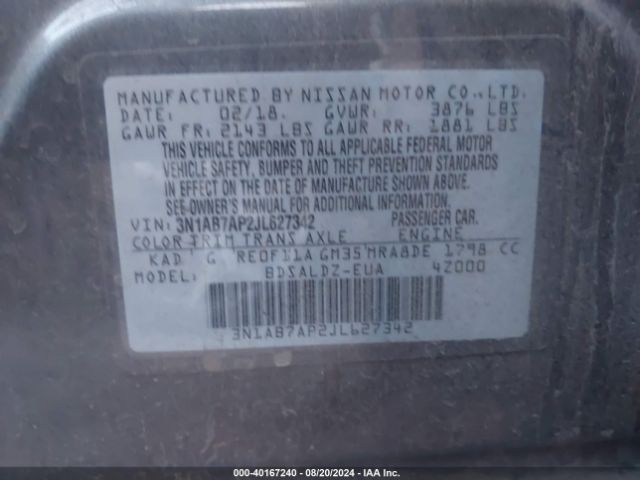 MANUFACTURED BY NISSAN MOTOR CO., LTD.
DATE: 02/18. GVWR: 3876 LBS
GAWR FR: 2143 LBS GAWR RR: 1881 LBS
THIS VEHICLE CONFORMS TO ALL APPLICABLE FEDERAL MOTOR
VEHICLE SAFETY, BUMPER AND THEFT PREVENTION STANDARDS
IN EFFECT ON THE DATE OF MANUFACTURE SHOWN ABOVE.
SEE OWNER'S MANUAL FOR ADDITIONAL INFORMATION.
VIN: 3N1AB7AP2JL627342 PASSENGER CAR
COLOR TRIM TRANS AXLE ENGINE
KAD G RE0F11A GM35 MRA8DE 1798 CC
MODEL: BDSALDZ-EUA 42000
3N1AB7AP2JL627342
000-40167240 - 08/20/2024 - IAA Inc.